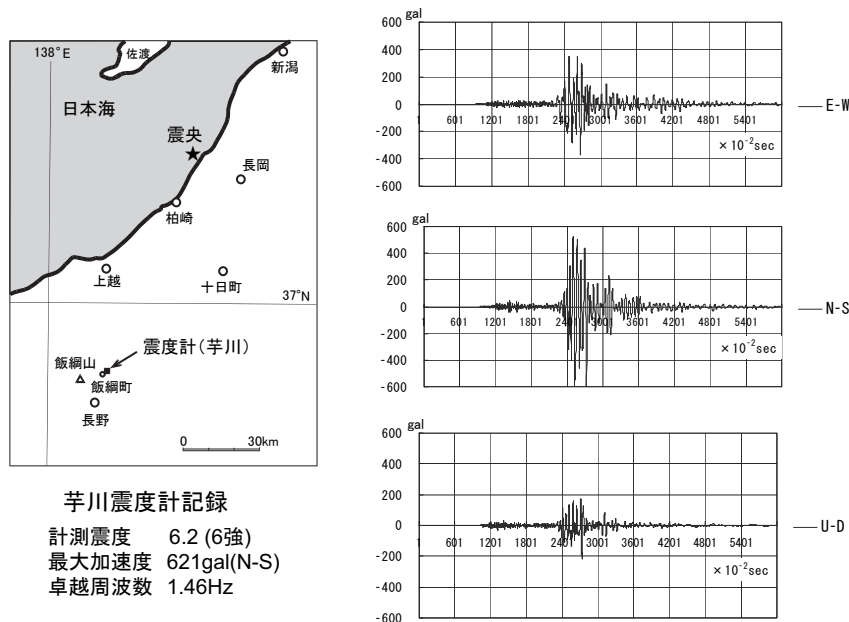 138°E
佐渡
新潟
日本海
震央
長岡
柏崎
上越
十日町
37°N
震度計(芋川)
飯綱山
飯綱町
長野
0 30km
芋川震度計記録
計測震度 6.2 (6強)
最大加速度 621gal(N-S)
卓越周波数 1.46Hz
gal
600
400
200
0
-200
-400
-600
1 601 1201 1801 2401 3001 3601 4201 4801 5401
×10⁻²sec
E-W
gal
600
400
200
0
-200
-400
-600
1 601 1201 1801 2401 3001 3601 4201 4801 5401
×10⁻²sec
N-S
gal
600
400
200
0
-200
-400
-600
1 601 1201 1801 2401 3001 3601 4201 4801 5401
×10⁻²sec
U-D